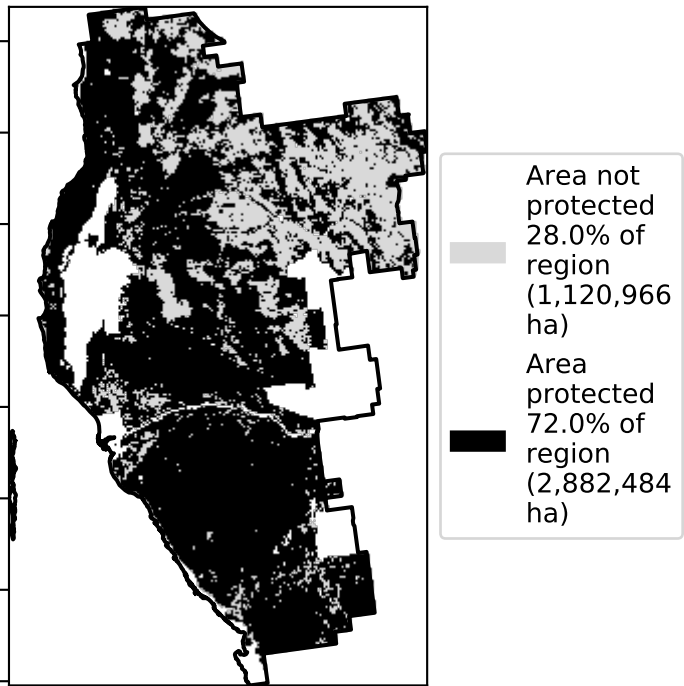 Area not
protected
28.0% of
region
(1,120,966
ha)
Area
protected
72.0% of
region
(2,882,484
ha)